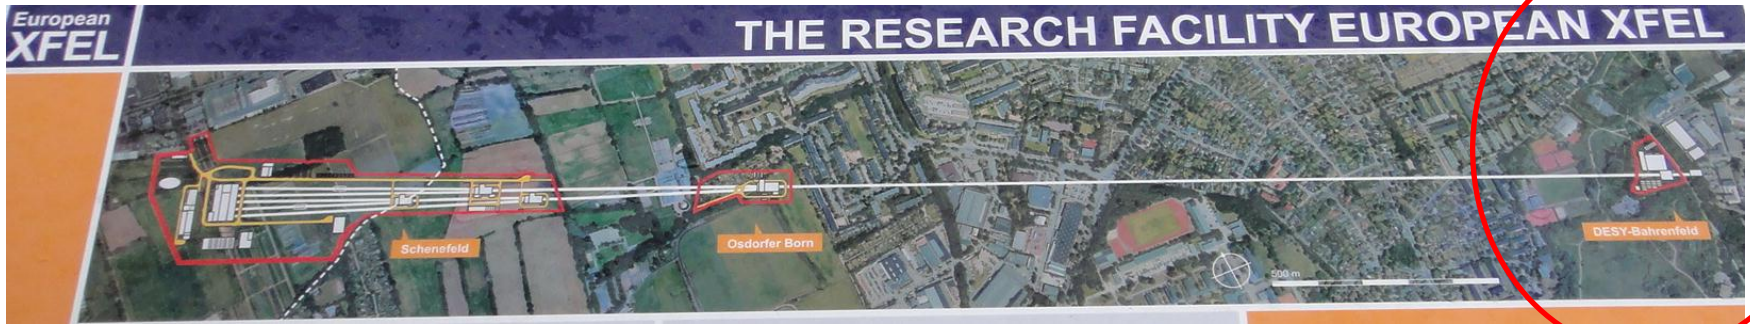 European
XFEL
THE RESEARCH FACILITY EUROPEAN XFEL
Schenefeld
Osdorfer Born
DESY-Bahrenfeld
500 m